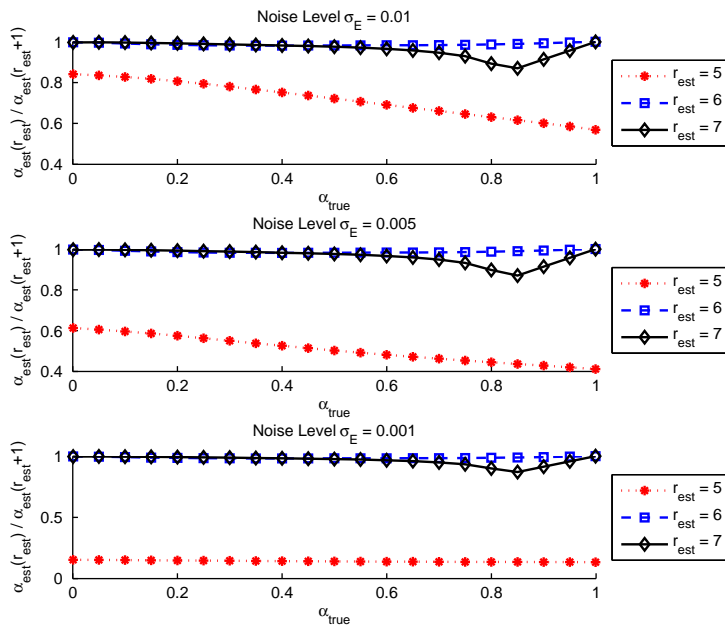 Noise Level σ_E = 0.01
α_est(r_est) / α_est(r_est+1)
1
0.8
0.6
0.4
0 0.2 0.4 0.6 0.8 1
α_true
r_est = 5
r_est = 6
r_est = 7
Noise Level σ_E = 0.005
α_est(r_est) / α_est(r_est+1)
1
0.8
0.6
0.4
0 0.2 0.4 0.6 0.8 1
α_true
r_est = 5
r_est = 6
r_est = 7
Noise Level σ_E = 0.001
α_est(r_est) / α_est(r_est+1)
1
0.5
0
0 0.2 0.4 0.6 0.8 1
α_true
r_est = 5
r_est = 6
r_est = 7